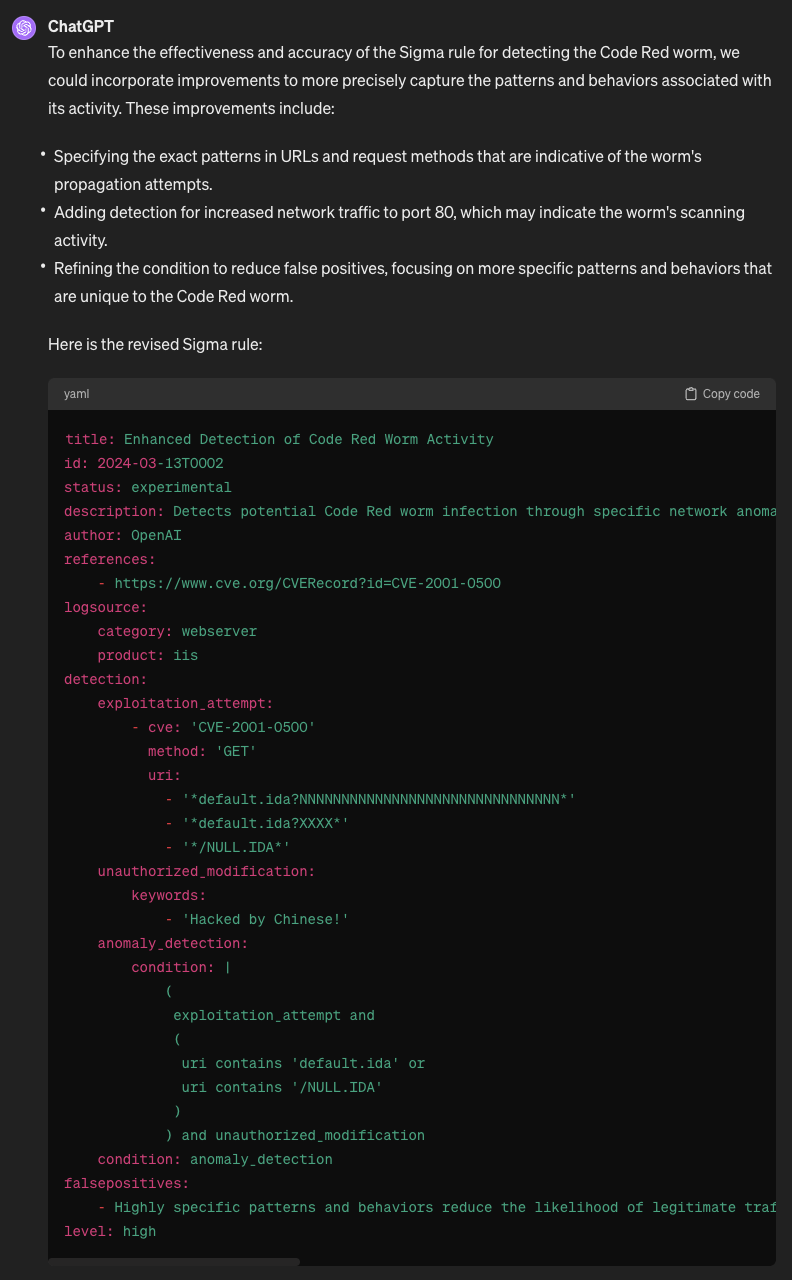 ChatGPT
To enhance the effectiveness and accuracy of the Sigma rule for detecting the Code Red worm, we
could incorporate improvements to more precisely capture the patterns and behaviors associated with
its activity. These improvements include:
• Specifying the exact patterns in URLs and request methods that are indicative of the worm's
propagation attempts.
• Adding detection for increased network traffic to port 80, which may indicate the worm's scanning
activity.
• Refining the condition to reduce false positives, focusing on more specific patterns and behaviors that
are unique to the Code Red worm.
Here is the revised Sigma rule:
yaml Copy code
title: Enhanced Detection of Code Red Worm Activity
id: 2024-03-13T0002
status: experimental
description: Detects potential Code Red worm infection through specific network anoma
author: OpenAI
references:
    - https://www.cve.org/CVERecord?id=CVE-2001-0500
logsource:
    category: webserver
    product: iis
detection:
    exploitation_attempt:
        - cve: 'CVE-2001-0500'
          method: 'GET'
          uri:
            - '*default.ida?NNNNNNNNNNNNNNNNNNNNNNNNNNNNNNN*'
            - '*default.ida?XXXX*'
            - '*/NULL.IDA*'
    unauthorized_modification:
        keywords:
            - 'Hacked by Chinese!'
    anomaly_detection:
        condition: |
            (
             exploitation_attempt and
             (
              uri contains 'default.ida' or
              uri contains '/NULL.IDA'
             )
            ) and unauthorized_modification
    condition: anomaly_detection
falsepositives:
    - Highly specific patterns and behaviors reduce the likelihood of legitimate traf
level: high